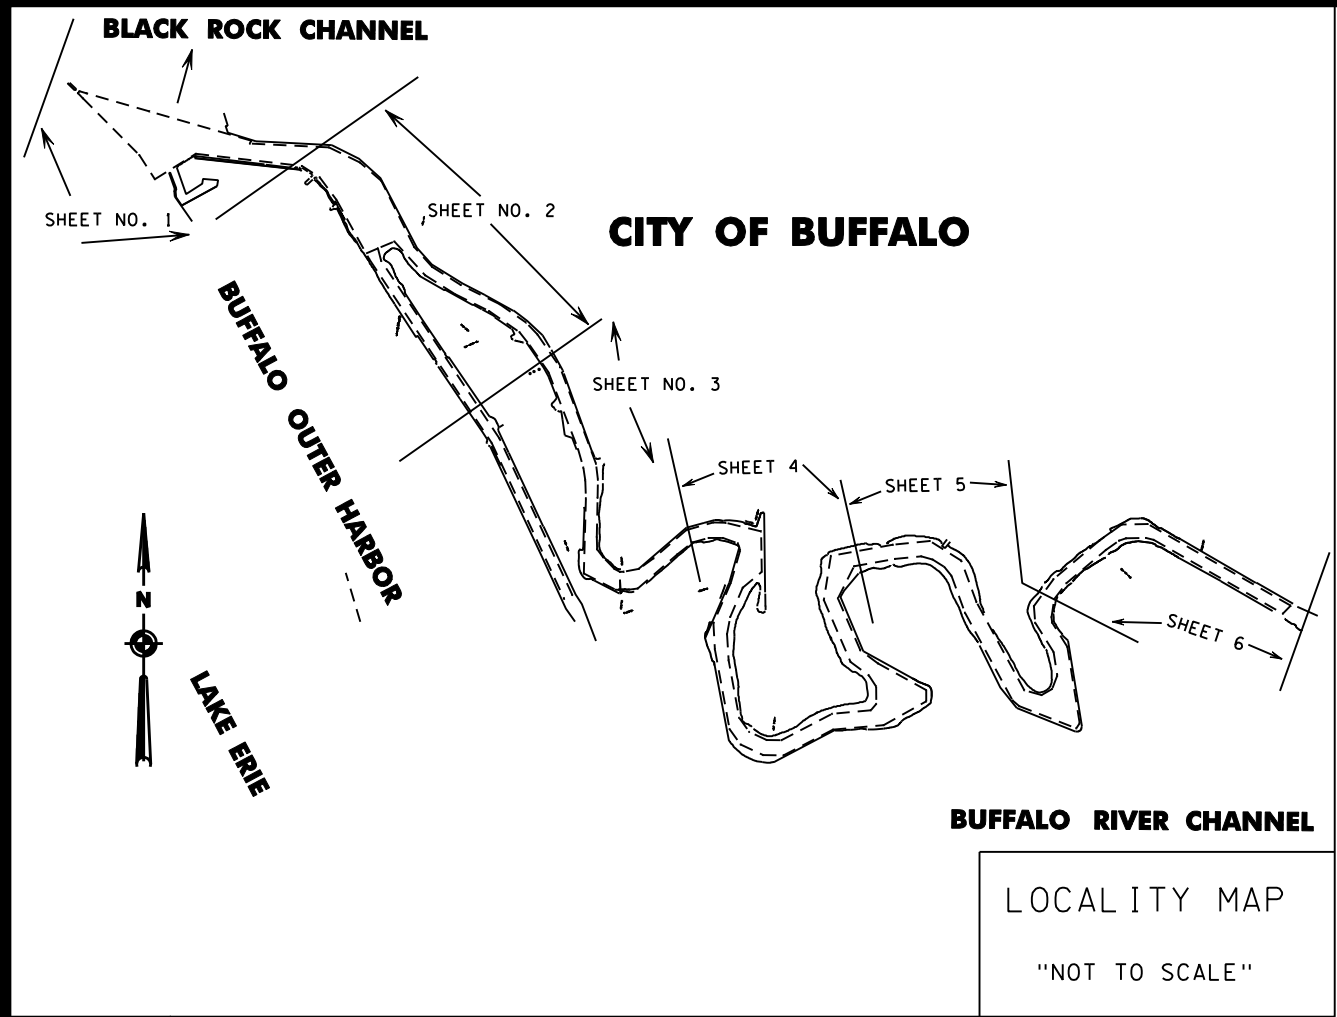 BLACK ROCK CHANNEL
SHEET NO. 1
SHEET NO. 2
CITY OF BUFFALO
BUFFALO OUTER HARBOR
SHEET NO. 3
SHEET 4
SHEET 5
N
SHEET 6
LAKE ERIE
BUFFALO RIVER CHANNEL
LOCALITY MAP
"NOT TO SCALE"